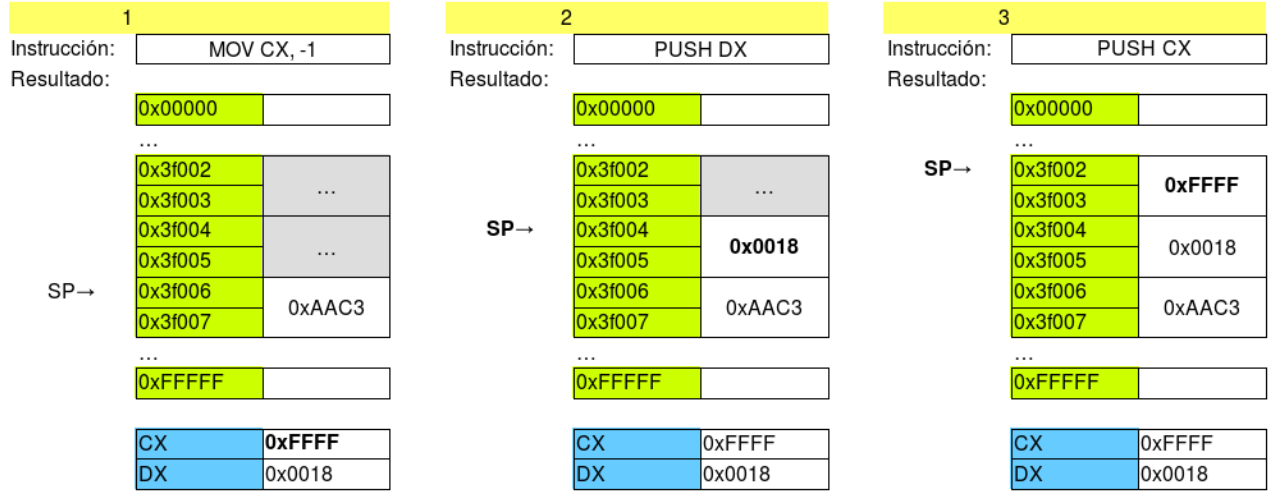 1 2 3
Instrucción: MOV CX, -1 Instrucción: PUSH DX Instrucción: PUSH CX
Resultado: Resultado: Resultado:
0x00000 0x00000 0x00000
... ... ...
0x3f002 0x3f002 SP→ 0x3f002
... ... 0xFFFF
0x3f003 0x3f003 0x3f003
0x3f004 SP→ 0x3f004 0x3f004
... 0x0018 0x0018
0x3f005 0x3f005 0x3f005
SP→ 0x3f006 0x3f006 0x3f006
0xAAC3 0xAAC3 0xAAC3
0x3f007 0x3f007 0x3f007
... ... ...
0xFFFFF 0xFFFFF 0xFFFFF
CX 0xFFFF CX 0xFFFF CX 0xFFFF
DX 0x0018 DX 0x0018 DX 0x0018